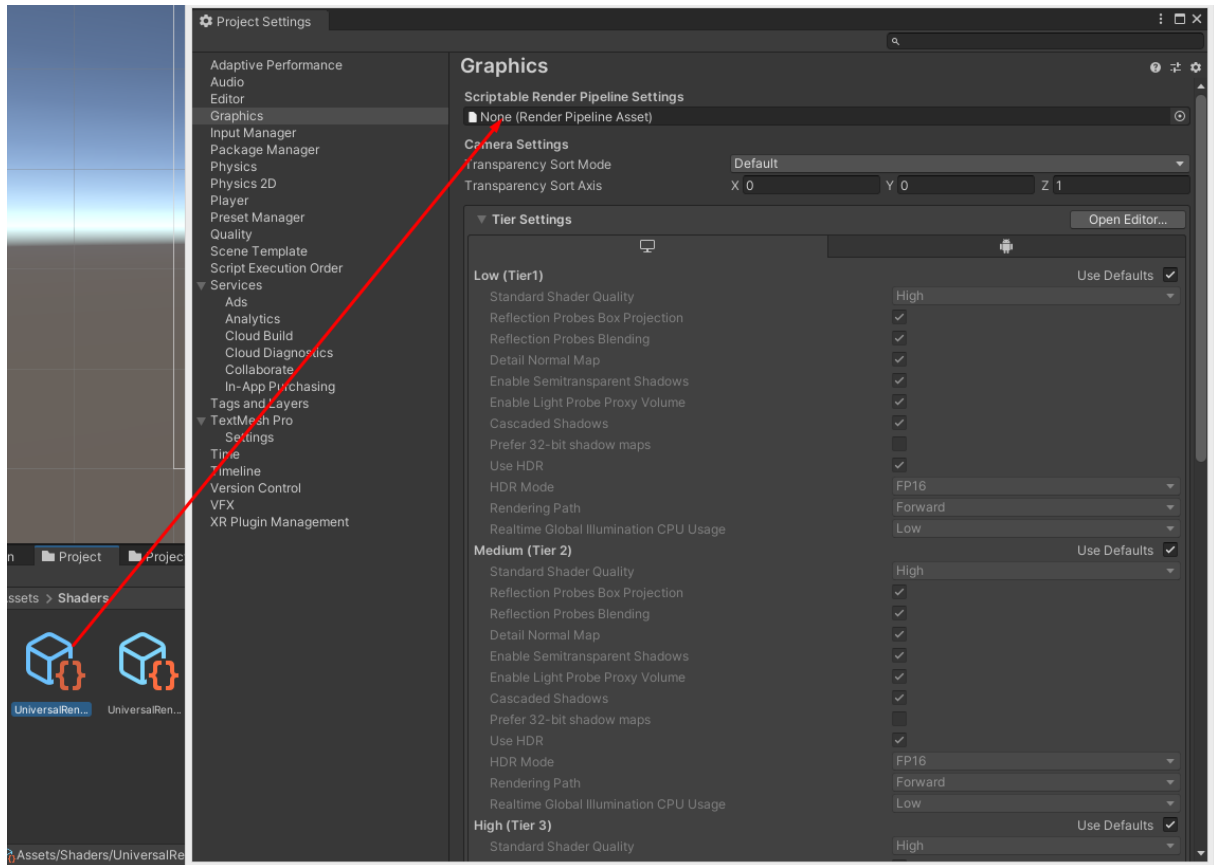 Project Settings
Adaptive Performance
Audio
Editor
Graphics
Input Manager
Package Manager
Physics
Physics 2D
Player
Preset Manager
Quality
Scene Template
Script Execution Order
Services
Ads
Analytics
Cloud Build
Cloud Diagnostics
Collaborate
In-App Purchasing
Tags and Layers
TextMesh Pro
Settings
Time
Timeline
Version Control
VFX
XR Plugin Management
Graphics
Scriptable Render Pipeline Settings
None (Render Pipeline Asset)
Camera Settings
Transparency Sort Mode Default
Transparency Sort Axis X 0 Y 0 Z 1
Tier Settings Open Editor...
Low (Tier1) Use Defaults
Standard Shader Quality High
Reflection Probes Box Projection
Reflection Probes Blending
Detail Normal Map
Enable Semitransparent Shadows
Enable Light Probe Proxy Volume
Cascaded Shadows
Prefer 32-bit shadow maps
Use HDR
HDR Mode FP16
Rendering Path Forward
Realtime Global Illumination CPU Usage Low
Medium (Tier 2) Use Defaults
Standard Shader Quality High
Reflection Probes Box Projection
Reflection Probes Blending
Detail Normal Map
Enable Semitransparent Shadows
Enable Light Probe Proxy Volume
Cascaded Shadows
Prefer 32-bit shadow maps
Use HDR
HDR Mode FP16
Rendering Path Forward
Realtime Global Illumination CPU Usage Low
High (Tier 3) Use Defaults
Standard Shader Quality High
n Project Projec
ssets > Shaders
UniversalRen... UniversalRen...
Assets/Shaders/UniversalRe